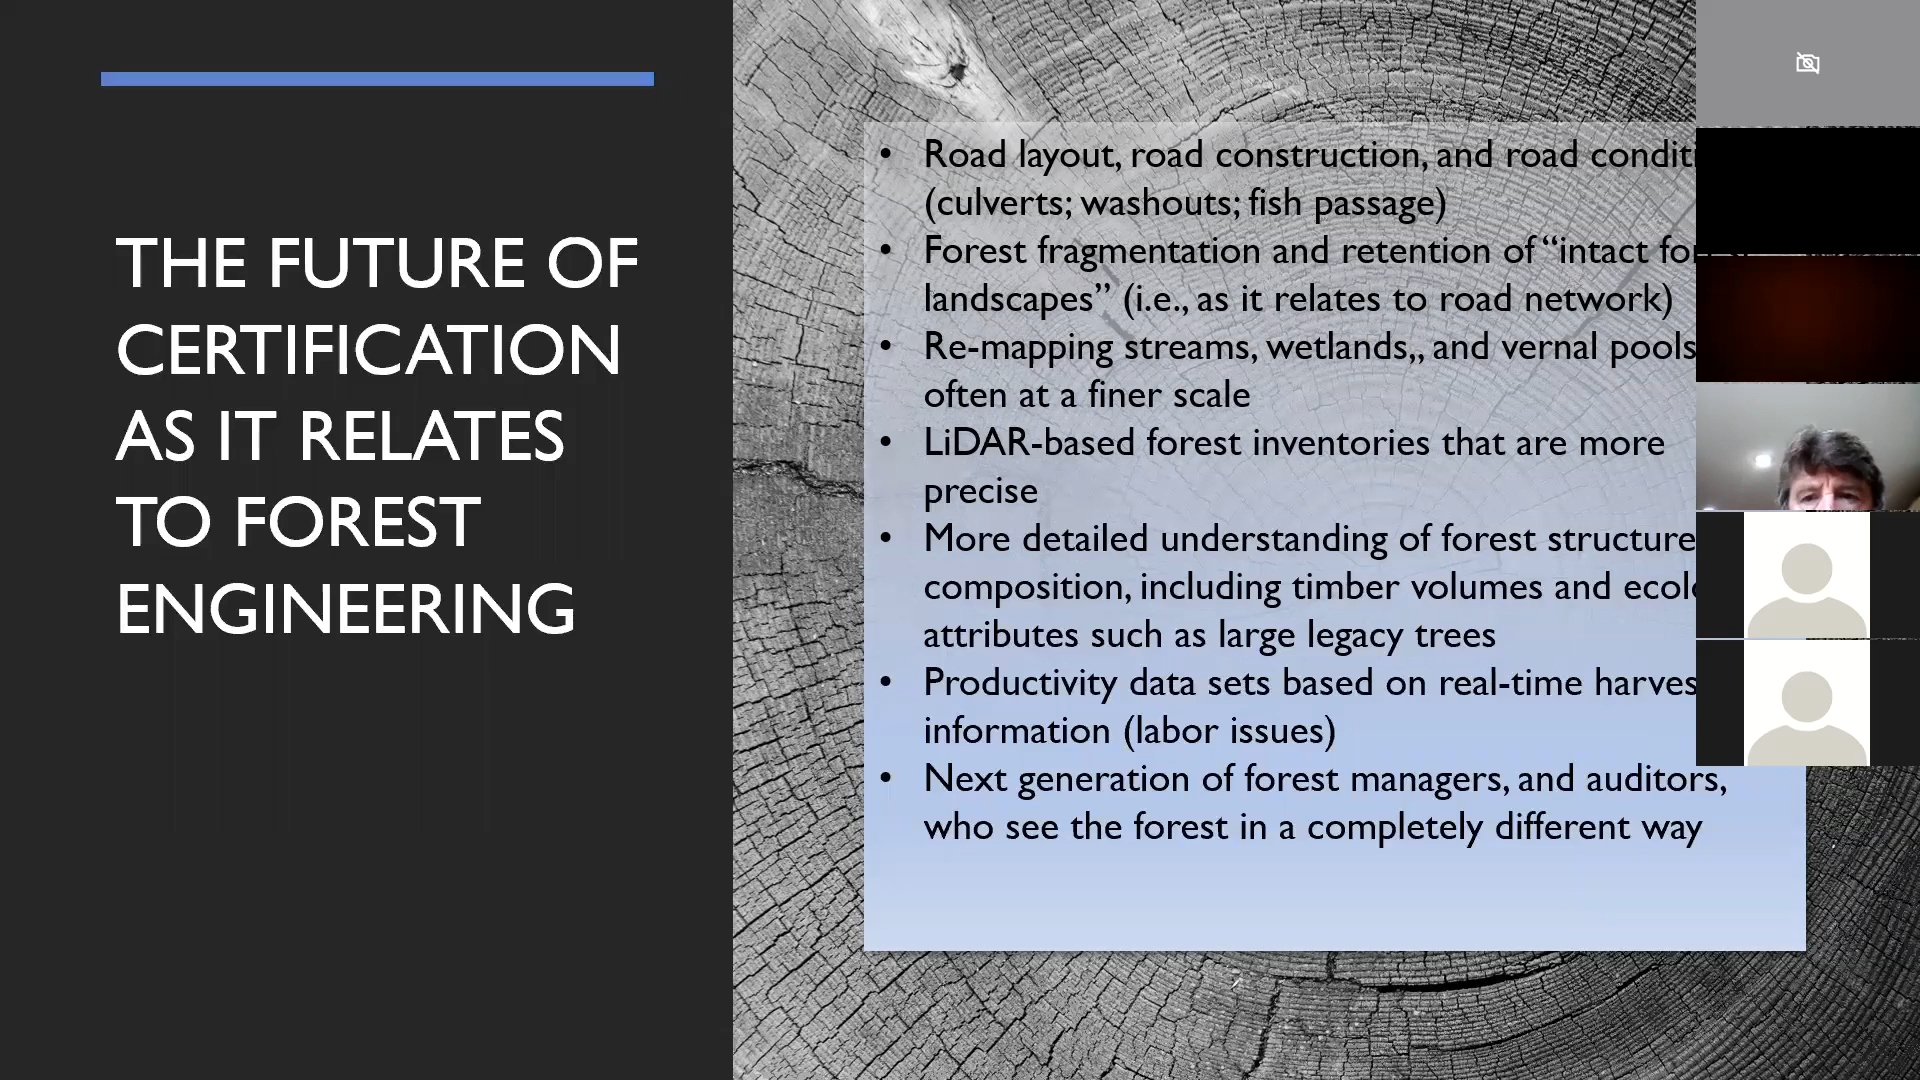 THE FUTURE OF
CERTIFICATION
AS IT RELATES
TO FOREST
ENGINEERING
• Road layout, road construction, and road
(culverts; washouts; fish passage)
• Forest fragmentation and retention of “intact
landscapes” (i.e., as it relates to road network)
• Re-mapping streams, wetlands,, and vernal pools
often at a finer scale
• LiDAR-based forest inventories that are more
precise
• More detailed understanding of forest structure
composition, including timber volumes and
attributes such as large legacy trees
• Productivity data sets based on real-time
information (labor issues)
• Next generation of forest managers, and auditors,
who see the forest in a completely different way